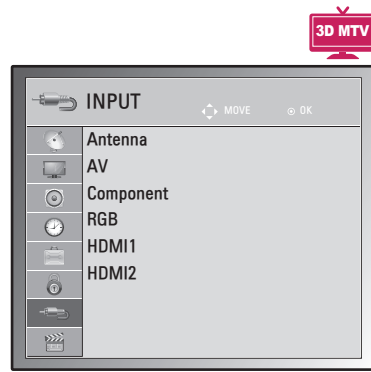 3D MTV
INPUT
MOVE
OK
Antenna
AV
Component
RGB
HDMI1
HDMI2